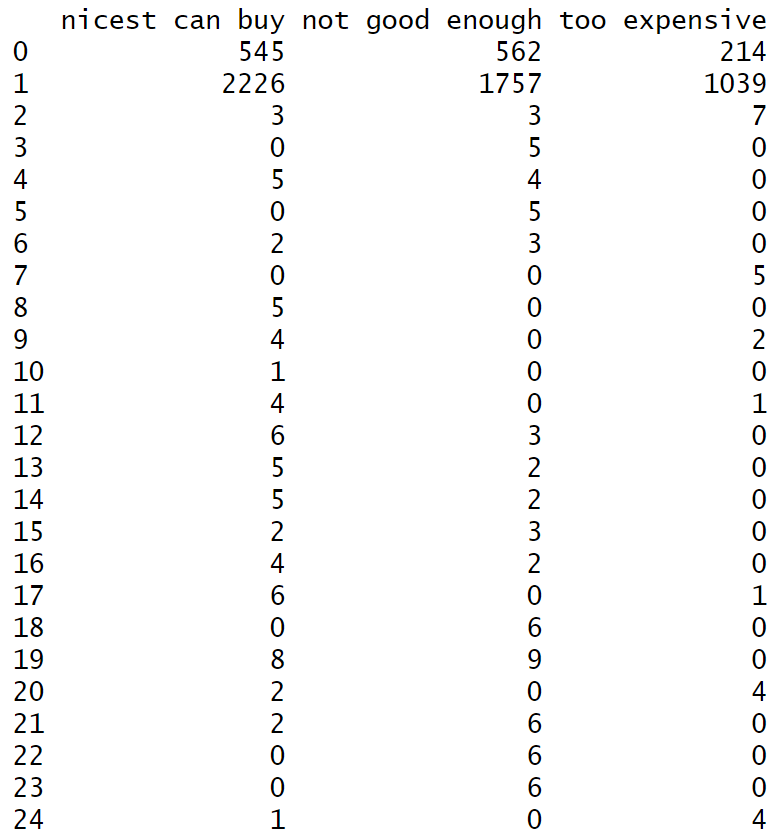 nicest can buy not good enough too expensive
0 545 562 214
1 2226 1757 1039
2 3 3 7
3 0 5 0
4 5 4 0
5 0 5 0
6 2 3 0
7 0 0 5
8 5 0 0
9 4 0 2
10 1 0 0
11 4 0 1
12 6 3 0
13 5 2 0
14 5 2 0
15 2 3 0
16 4 2 0
17 6 0 1
18 0 6 0
19 8 9 0
20 2 0 4
21 2 6 0
22 0 6 0
23 0 6 0
24 1 0 4